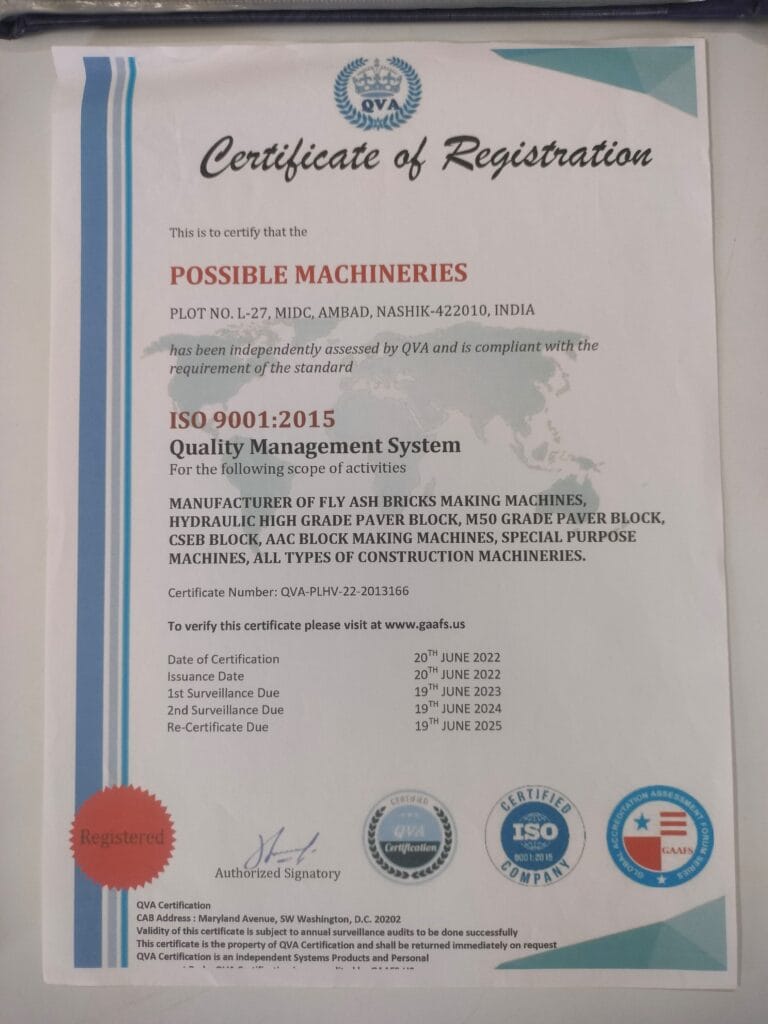 QVA
Certificate of Registration
This is to certify that the
POSSIBLE MACHINERIES
PLOT NO. L-27, MIDC, AMBAD, NASHIK-422010, INDIA
has been independently assessed by QVA and is compliant with the
requirement of the standard
ISO 9001:2015
Quality Management System
For the following scope of activities
MANUFACTURER OF FLY ASH BRICKS MAKING MACHINES,
HYDRAULIC HIGH GRADE PAVER BLOCK, M50 GRADE PAVER BLOCK,
CSEB BLOCK, AAC BLOCK MAKING MACHINES, SPECIAL PURPOSE
MACHINES, ALL TYPES OF CONSTRUCTION MACHINERIES.
Certificate Number: QVA-PLHV-22-2013166
To verify this certificate please visit at www.gaafs.us
Date of Certification 20TH JUNE 2022
Issuance Date 20TH JUNE 2022
1st Surveillance Due 19TH JUNE 2023
2nd Surveillance Due 19TH JUNE 2024
Re-Certificate Due 19TH JUNE 2025
Registered
Authorized Signatory
CERTIFIED
QVA
Certification
CERTIFIED
ISO
9001:2015
COMPANY
GLOBAL ACCREDITATION ASSESSMENT FORUM SERIES
GAAFS
QVA Certification
CAB Address : Maryland Avenue, SW Washington, D.C. 20202
Validity of this certificate is subject to annual surveillance audits to be done successfully
This certificate is the property of QVA Certification and shall be returned immediately on request
QVA Certification is an independent Systems Products and Personal